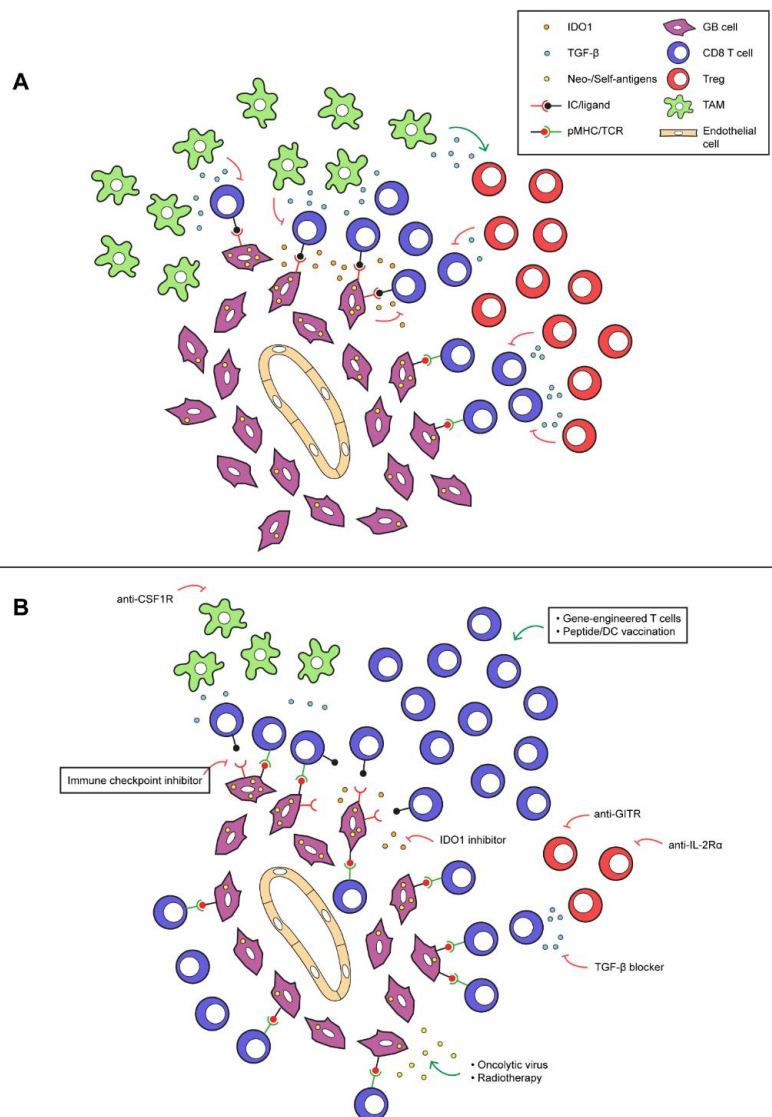 A
IDO1
TGF-β
Neo-/Self-antigens
IC/ligand
pMHC/TCR
GB cell
CD8 T cell
Treg
TAM
Endothelial
cell
B
anti-CSF1R
• Gene-engineered T cells
• Peptide/DC vaccination
Immune checkpoint inhibitor
IDO1 inhibitor
anti-GITR
anti-IL-2Rα
TGF-β blocker
• Oncolytic virus
• Radiotherapy